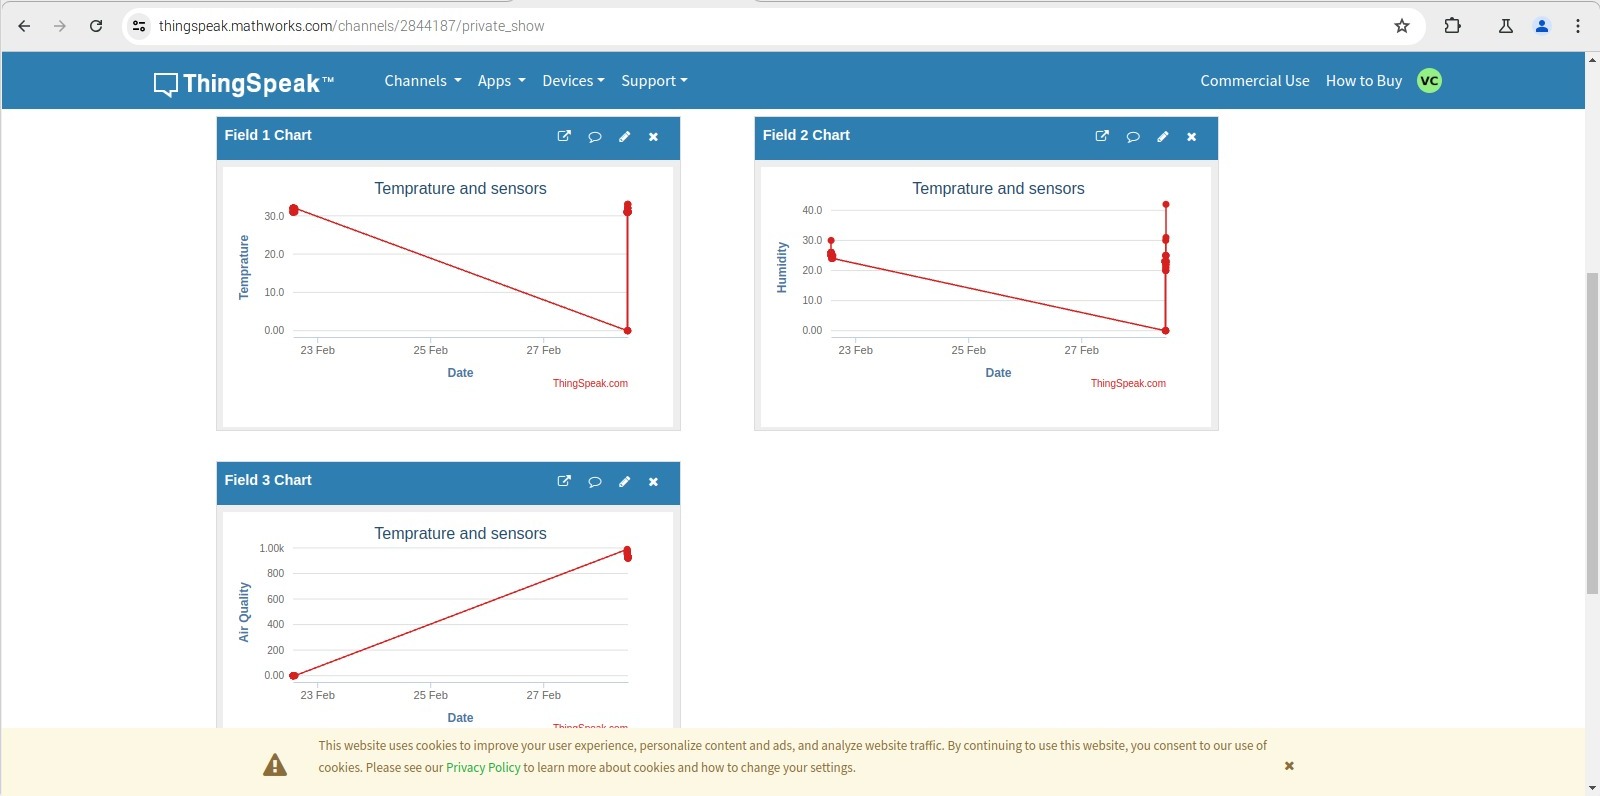 thingspeak.mathworks.com/channels/2844187/private_show
ThingSpeak™ Channels Apps Devices Support Commercial Use How to Buy VC
Field 1 Chart
Temprature and sensors
Temprature
30.0
20.0
10.0
0.00
23 Feb 25 Feb 27 Feb
Date
ThingSpeak.com
Field 2 Chart
Temprature and sensors
Humidity
40.0
30.0
20.0
10.0
0.00
23 Feb 25 Feb 27 Feb
Date
ThingSpeak.com
Field 3 Chart
Temprature and sensors
Air Quality
1.00k
800
600
400
200
0.00
23 Feb 25 Feb 27 Feb
Date
ThingSpeak.com
This website uses cookies to improve your user experience, personalize content and ads, and analyze website traffic. By continuing to use this website, you consent to our use of
cookies. Please see our Privacy Policy to learn more about cookies and how to change your settings.